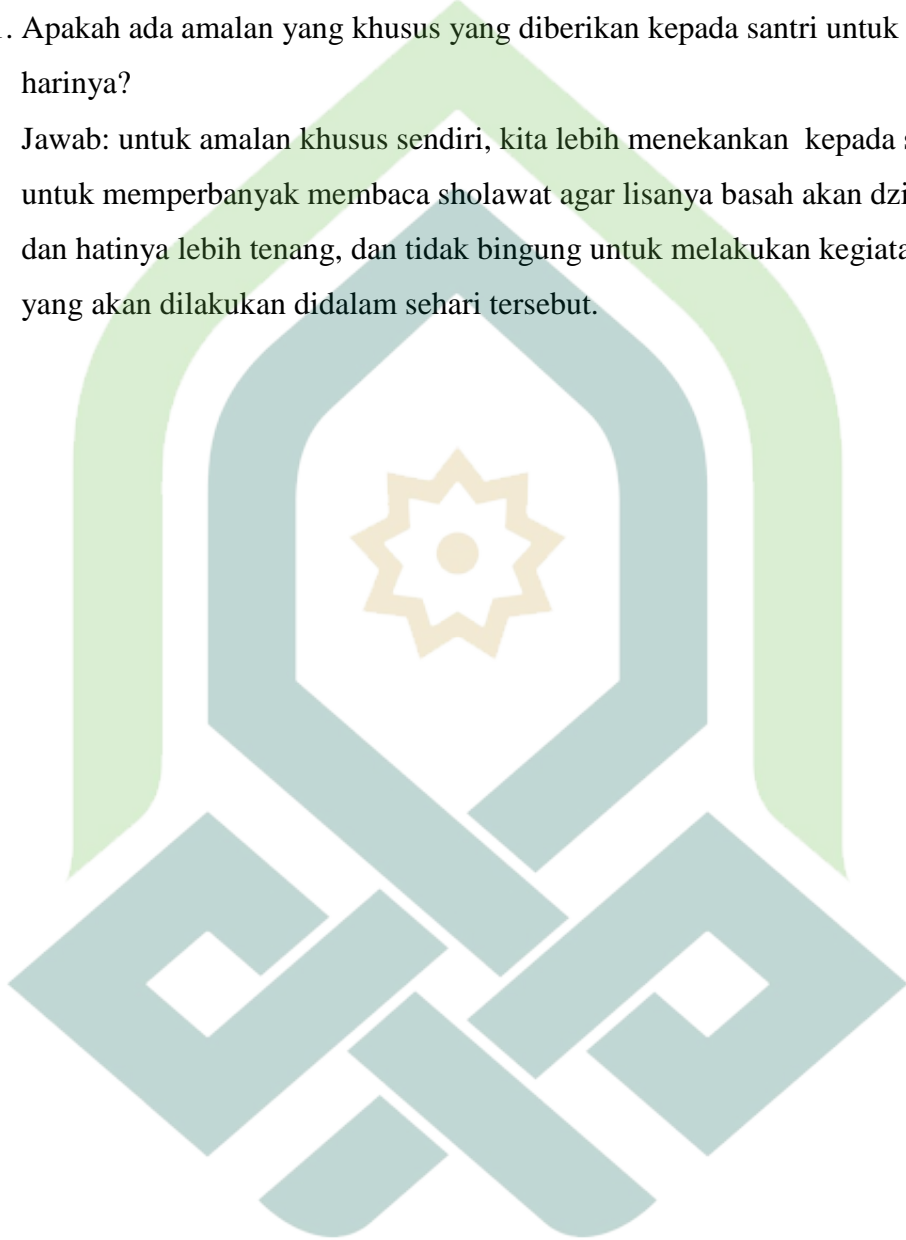 . Apakah ada amalan yang khusus yang diberikan kepada santri untuk
harinya?
Jawab: untuk amalan khusus sendiri, kita lebih menekankan kepada
untuk memperbanyak membaca sholawat agar lisanya basah akan
dan hatinya lebih tenang, dan tidak bingung untuk melakukan
yang akan dilakukan didalam sehari tersebut.